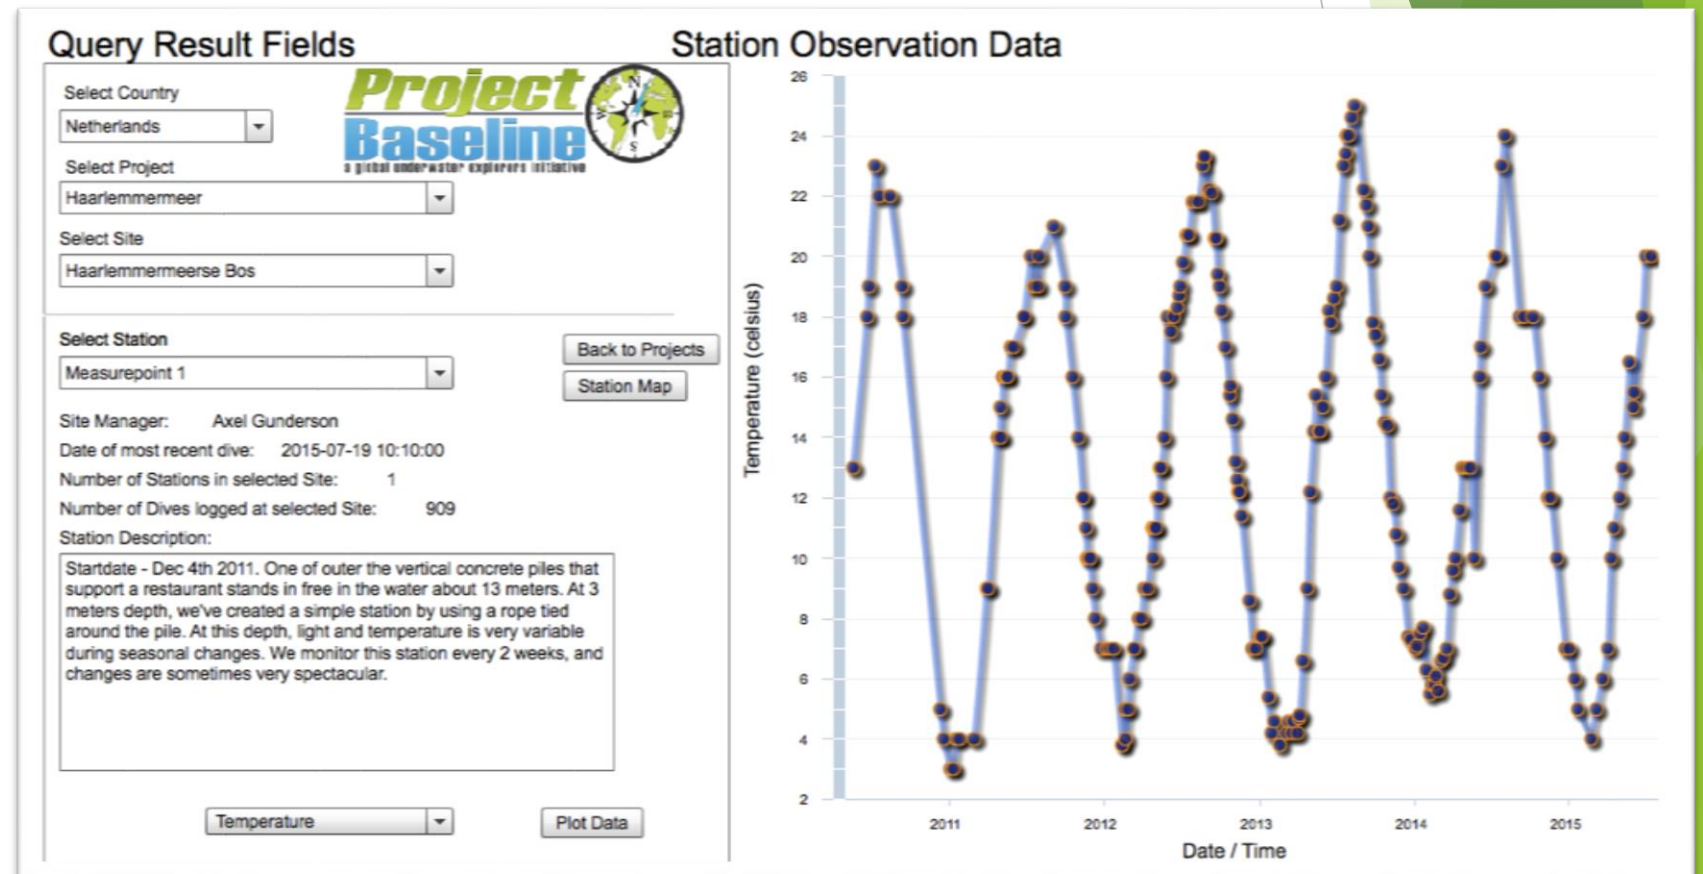 Query Result Fields
Station Observation Data
Select Country
Netherlands
Select Project
Haarlemmermeer
Select Site
Haarlemmermeerse Bos
Project
Baseline
a global underwater explorers initiative
N
S
Select Station
Measurepoint 1
Back to Projects
Station Map
Site Manager: Axel Gunderson
Date of most recent dive: 2015-07-19 10:10:00
Number of Stations in selected Site: 1
Number of Dives logged at selected Site: 909
Station Description:
Startdate - Dec 4th 2011. One of outer the vertical concrete piles that
support a restaurant stands in free in the water about 13 meters. At 3
meters depth, we've created a simple station by using a rope tied
around the pile. At this depth, light and temperature is very variable
during seasonal changes. We monitor this station every 2 weeks, and
changes are sometimes very spectacular.
Temperature
Plot Data
Temperature (celsius)
26
24
22
20
18
16
14
12
10
8
6
4
2
2011
2012
2013
2014
2015
Date / Time